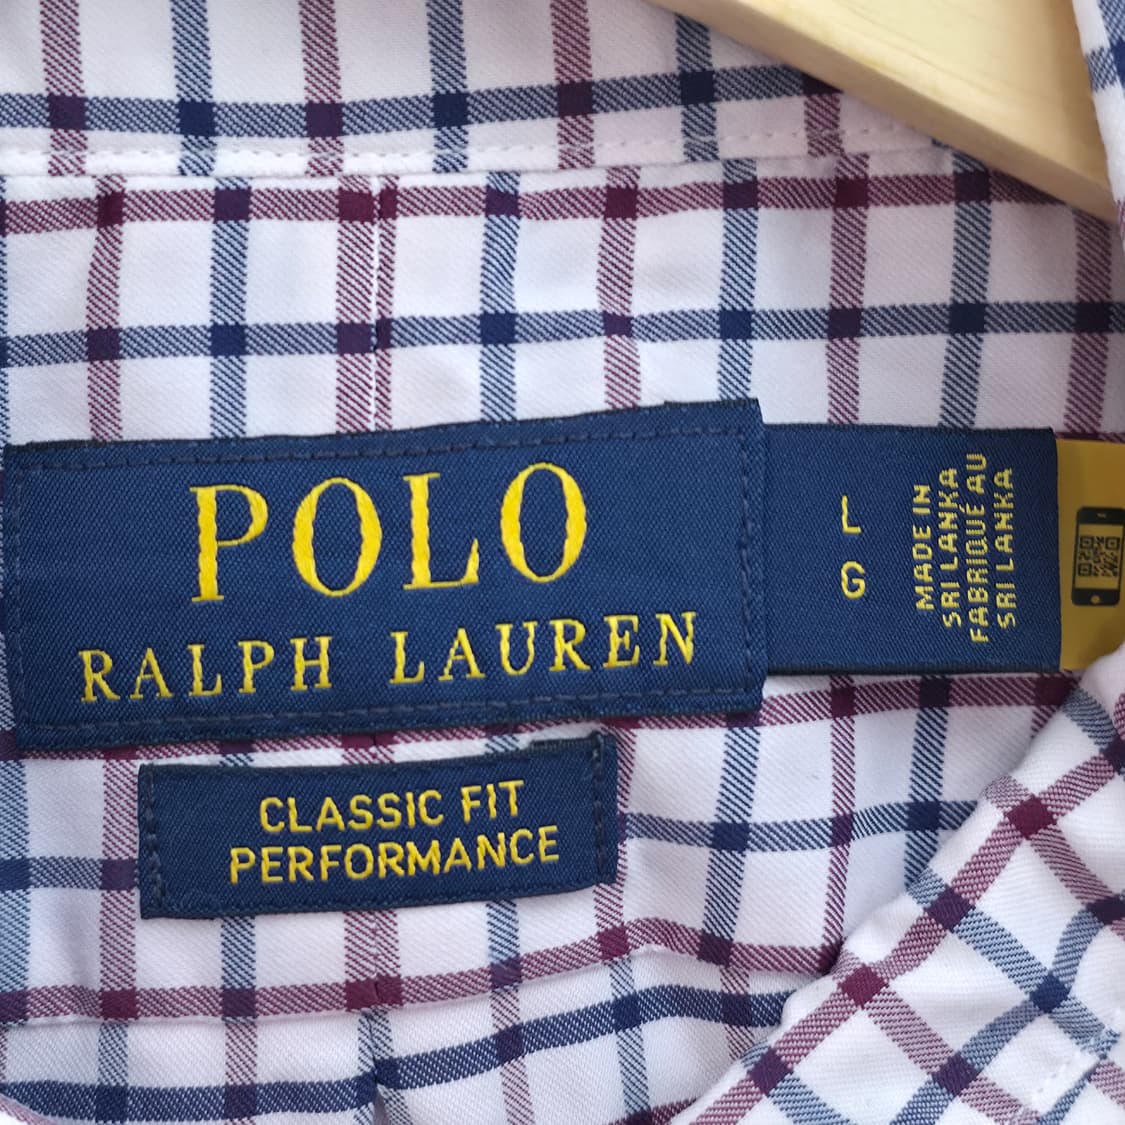 POLO
RALPH LAUREN
L
G
MADE IN
SRI LANKA
FABRIQUÉ AU
SRI LANKA
CLASSIC FIT
PERFORMANCE